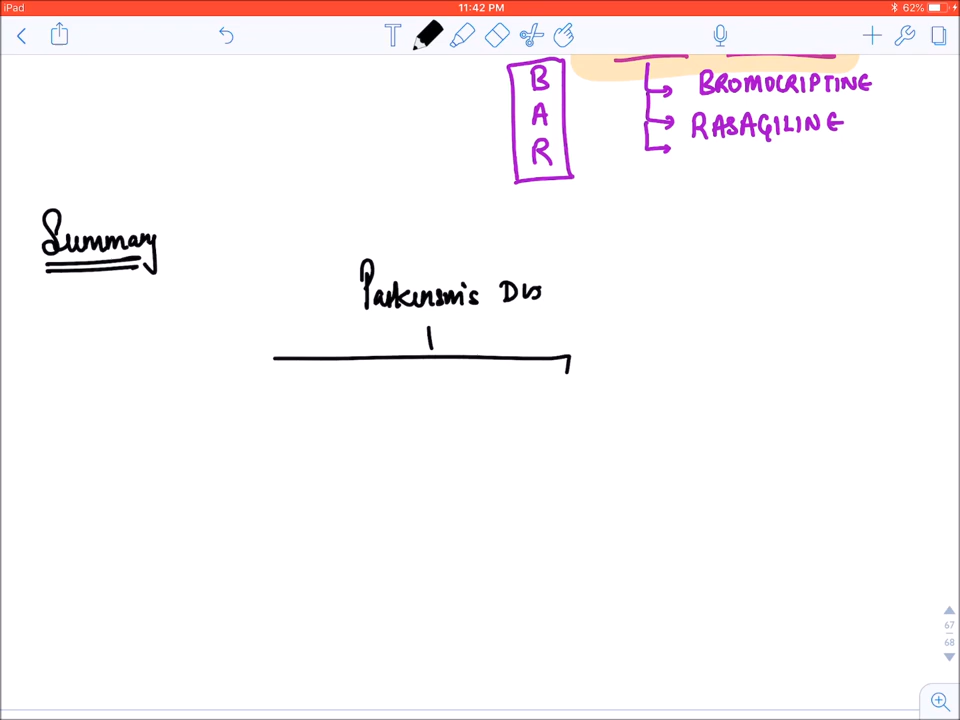 iPad 11:42 PM 62%
T
B
A
R
BROMOCRIPTINE
RASAGILINE
Summary
Parkinson's Dis
67
68